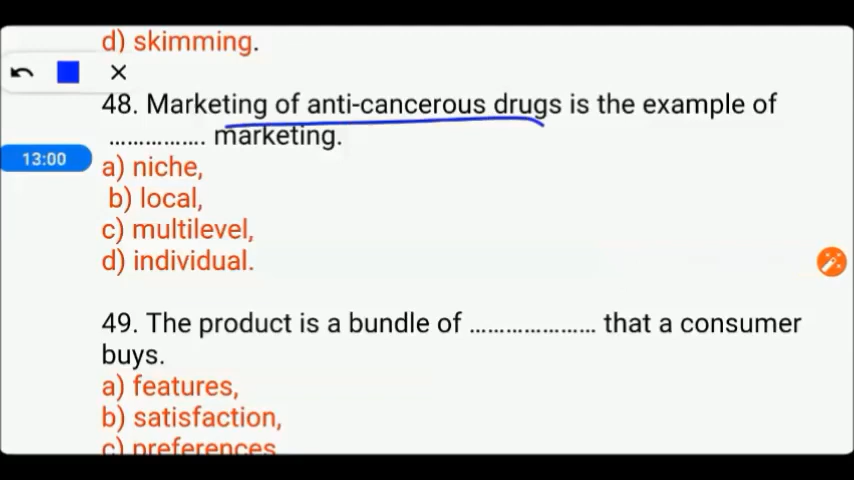 d) skimming.
48. Marketing of anti-cancerous drugs is the example of
................ marketing.
13:00
a) niche,
b) local,
c) multilevel,
d) individual.
49. The product is a bundle of ..................... that a consumer
buys.
a) features,
b) satisfaction,
c) preferences